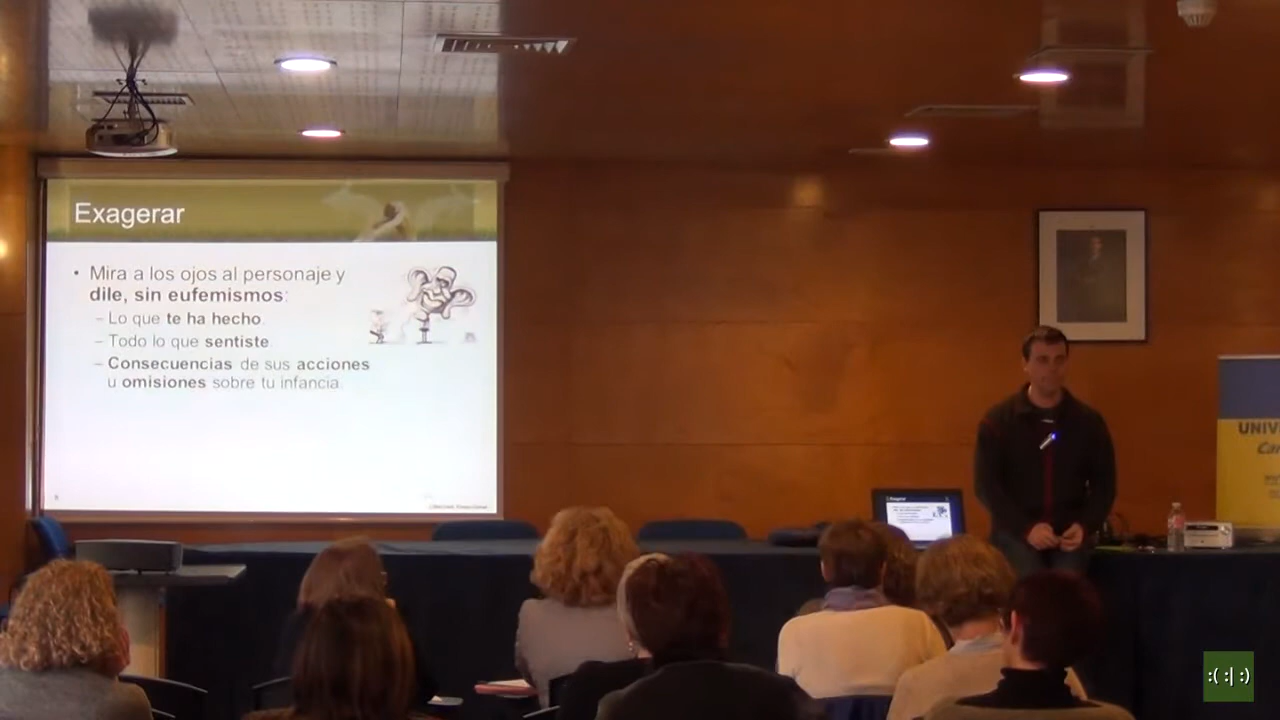 Exagerar
• Mira a los ojos al personaje y
dile, sin eufemismos:
– Lo que te ha hecho.
– Todo lo que sentiste.
– Consecuencias de sus acciones
u omisiones sobre tu infancia.
Exagerar
UNIV
:( :| :)